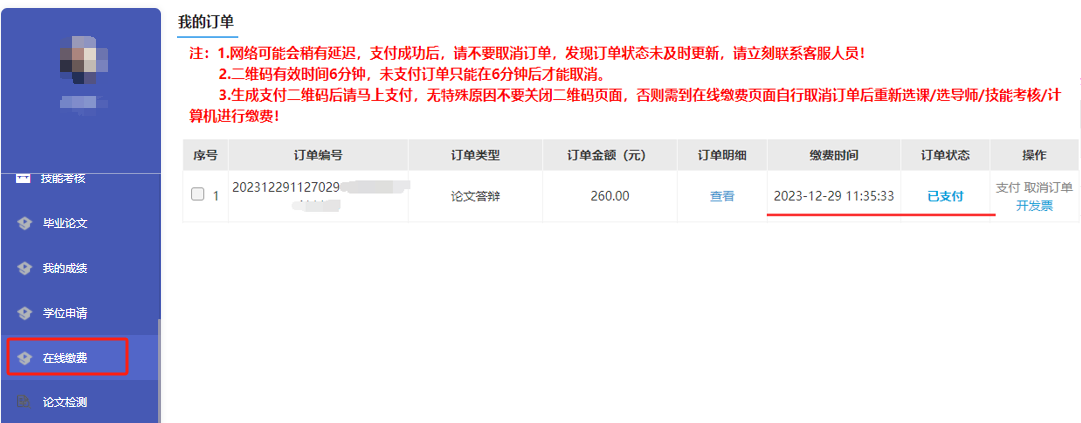 我的订单
注：1.网络可能会稍有延迟，支付成功后，请不要取消订单，发现订单状态未及时更新，请立刻联系客服人员！
2.二维码有效时间6分钟，未支付订单只能在6分钟后才能取消。
3.生成支付二维码后请马上支付，无特殊原因不要关闭二维码页面，否则需到在线缴费页面自行取消订单后重新选课/选导师/技能考核/计
算机进行缴费！
序号 订单编号 订单类型 订单金额（元） 订单明细 缴费时间 订单状态 操作
1 202312291127029 论文答辩 260.00 查看 2023-12-29 11:35:33 已支付 支付 取消订单
开发票
技能考核
毕业论文
我的成绩
学位申请
在线缴费
论文检测